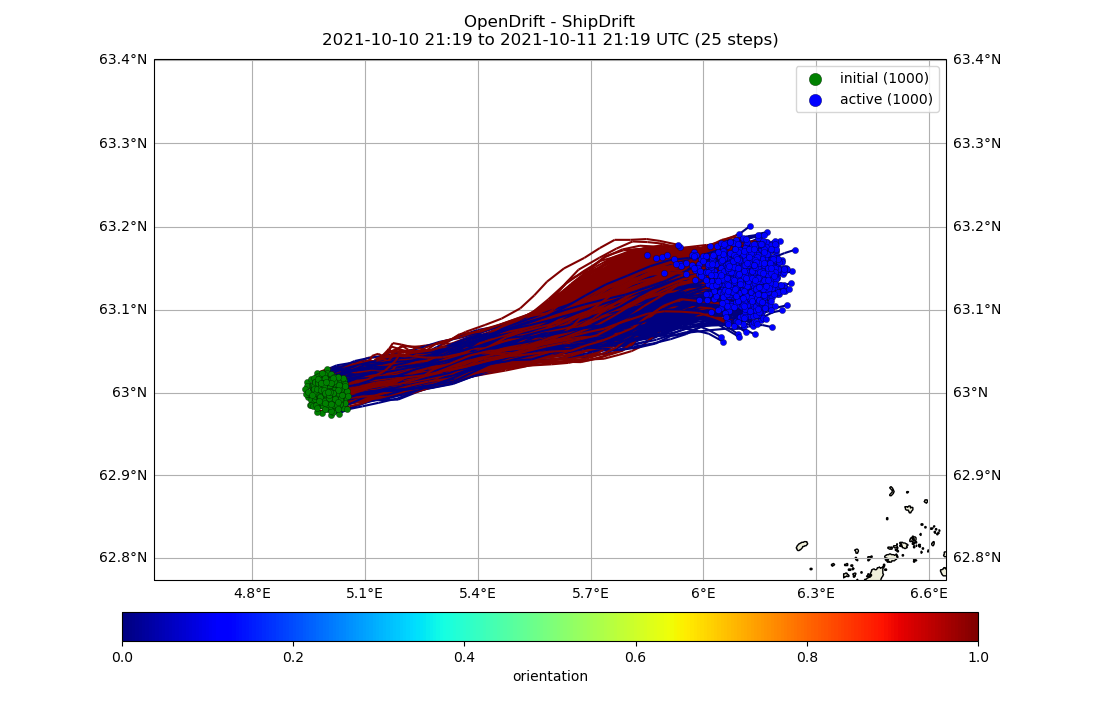 OpenDrift - ShipDrift
2021-10-10 21:19 to 2021-10-11 21:19 UTC (25 steps)
63.4°N 63.4°N
initial (1000)
active (1000)
63.3°N 63.3°N
63.2°N 63.2°N
63.1°N 63.1°N
63°N 63°N
62.9°N 62.9°N
62.8°N 62.8°N
4.8°E 5.1°E 5.4°E 5.7°E 6°E 6.3°E 6.6°E
0.0 0.2 0.4 0.6 0.8 1.0
orientation